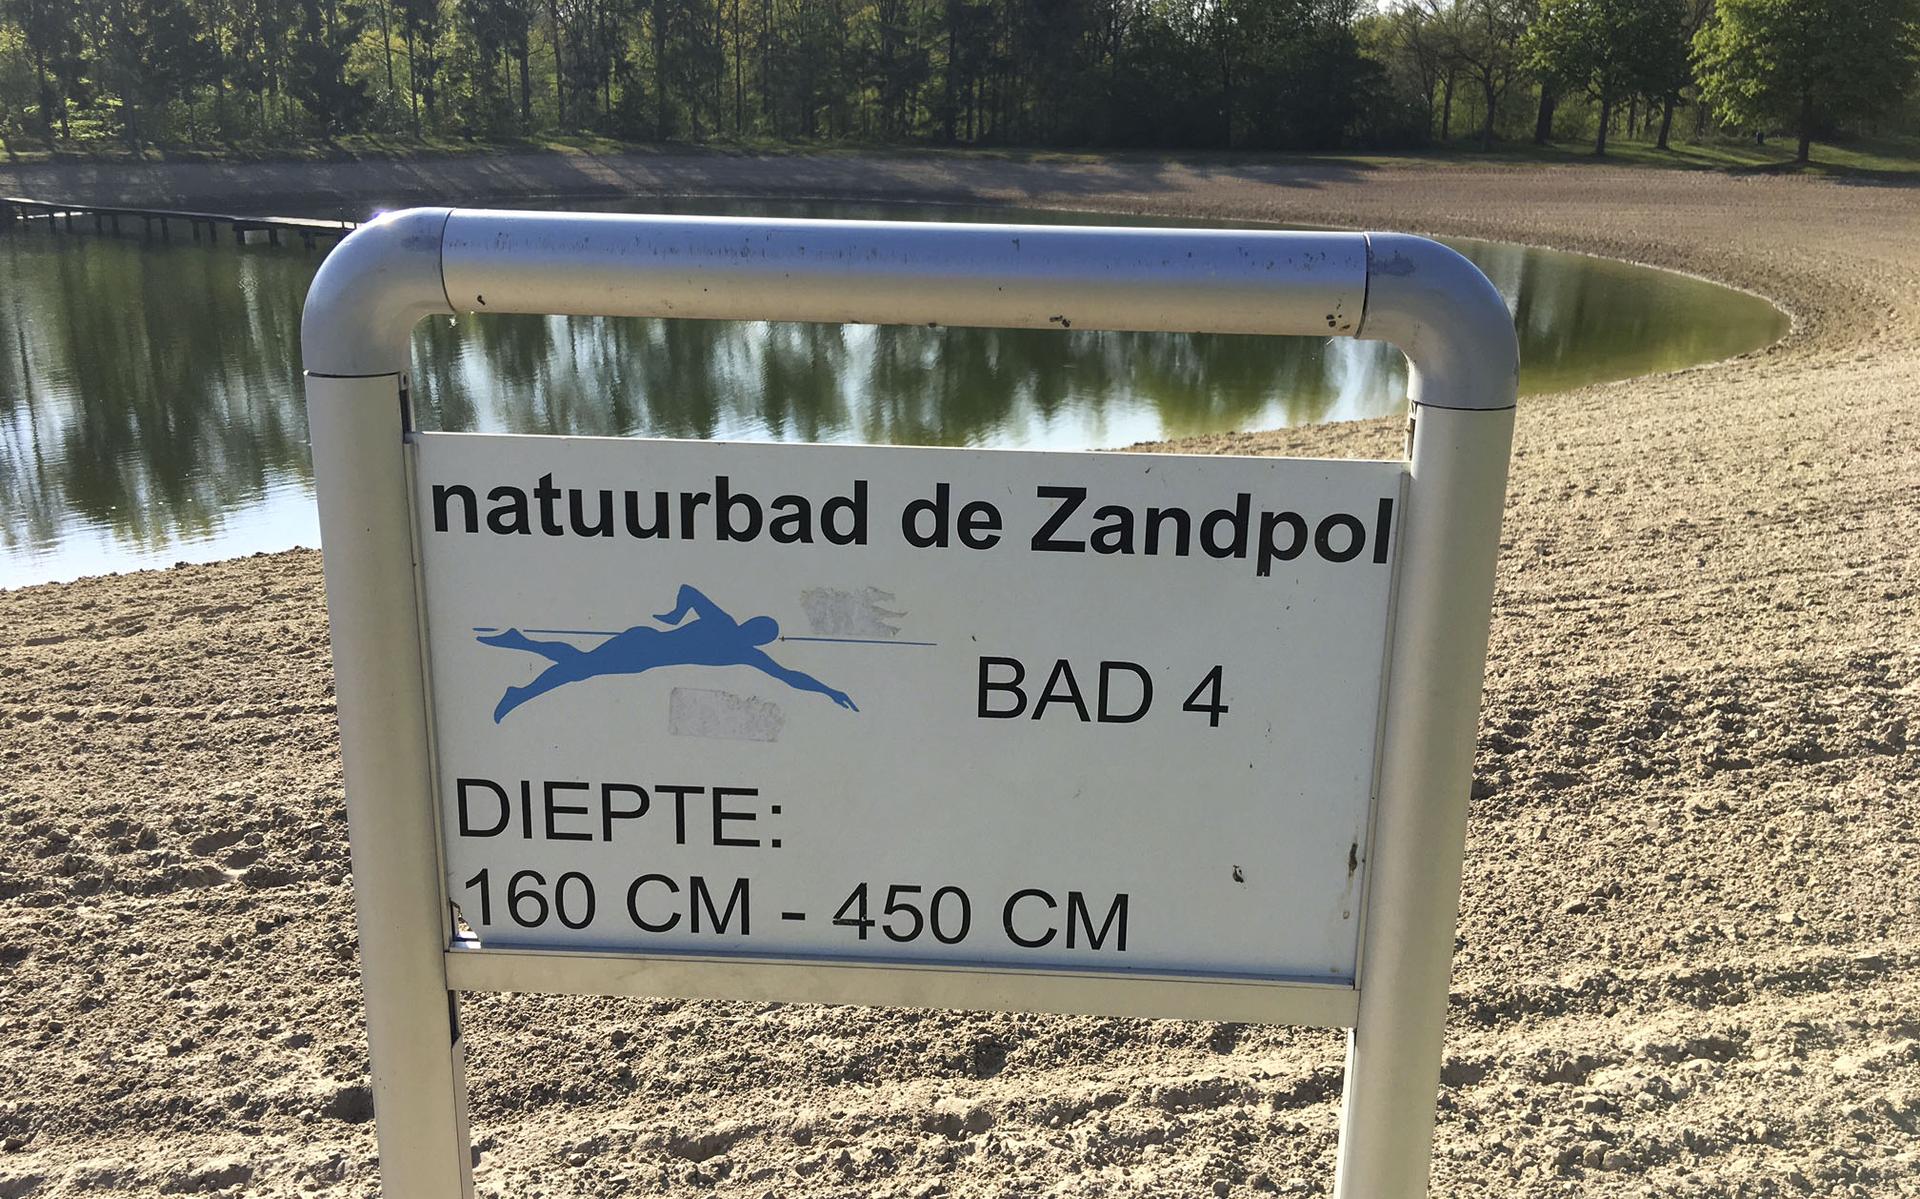 natuurbad de Zandpol
BAD 4
DIEPTE:
160 CM - 450 CM